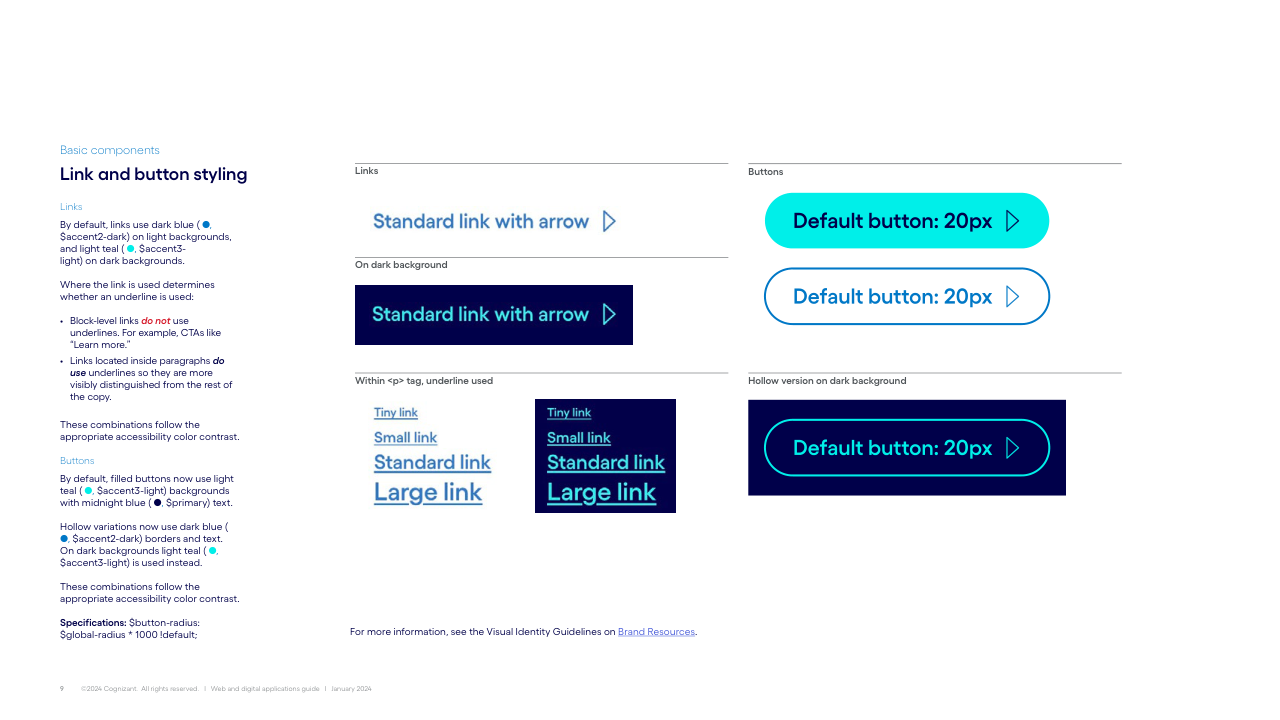 Basic components
Link and button styling
Links
By default, links use dark blue ( ,
$accent2-dark) on light backgrounds,
and light teal ( , $accent3-
light) on dark backgrounds.
Where the link is used determines
whether an underline is used:
• Block-level links do not use
underlines. For example, CTAs like
“Learn more.”
• Links located inside paragraphs do
use underlines so they are more
visibly distinguished from the rest of
the copy.
These combinations follow the
appropriate accessibility color contrast.
Buttons
By default, filled buttons now use light
teal ( , $accent3-light) backgrounds
with midnight blue ( , $primary) text.
Hollow variations now use dark blue (
, $accent2-dark) borders and text.
On dark backgrounds light teal ( ,
$accent3-light) is used instead.
These combinations follow the
appropriate accessibility color contrast.
Specifications: $button-radius:
$global-radius * 1000 !default;
Links
Standard link with arrow
On dark background
Standard link with arrow
Within <p> tag, underline used
Tiny link
Small link
Standard link
Large link
Tiny link
Small link
Standard link
Large link
Buttons
Default button: 20px
Default button: 20px
Hollow version on dark background
Default button: 20px
For more information, see the Visual Identity Guidelines on Brand Resources.
9 ©2024 Cognizant. All rights reserved. | Web and digital applications guide | January 2024